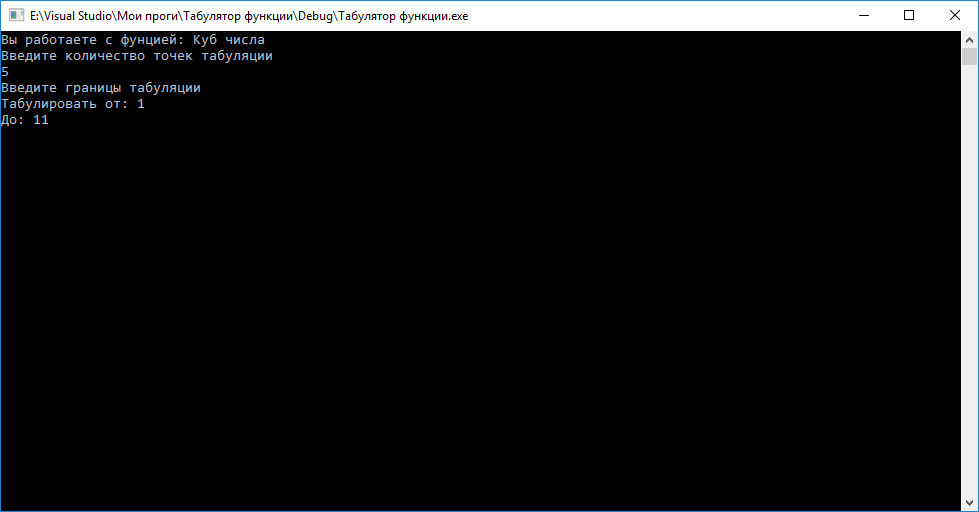 E:\Visual Studio\Мои проги\Табулятор функции\Debug\Табулятор функции.exe
Вы работаете с фунцией: Куб числа
Введите количество точек табуляции
5
Введите границы табуляции
Табулировать от: 1
До: 11